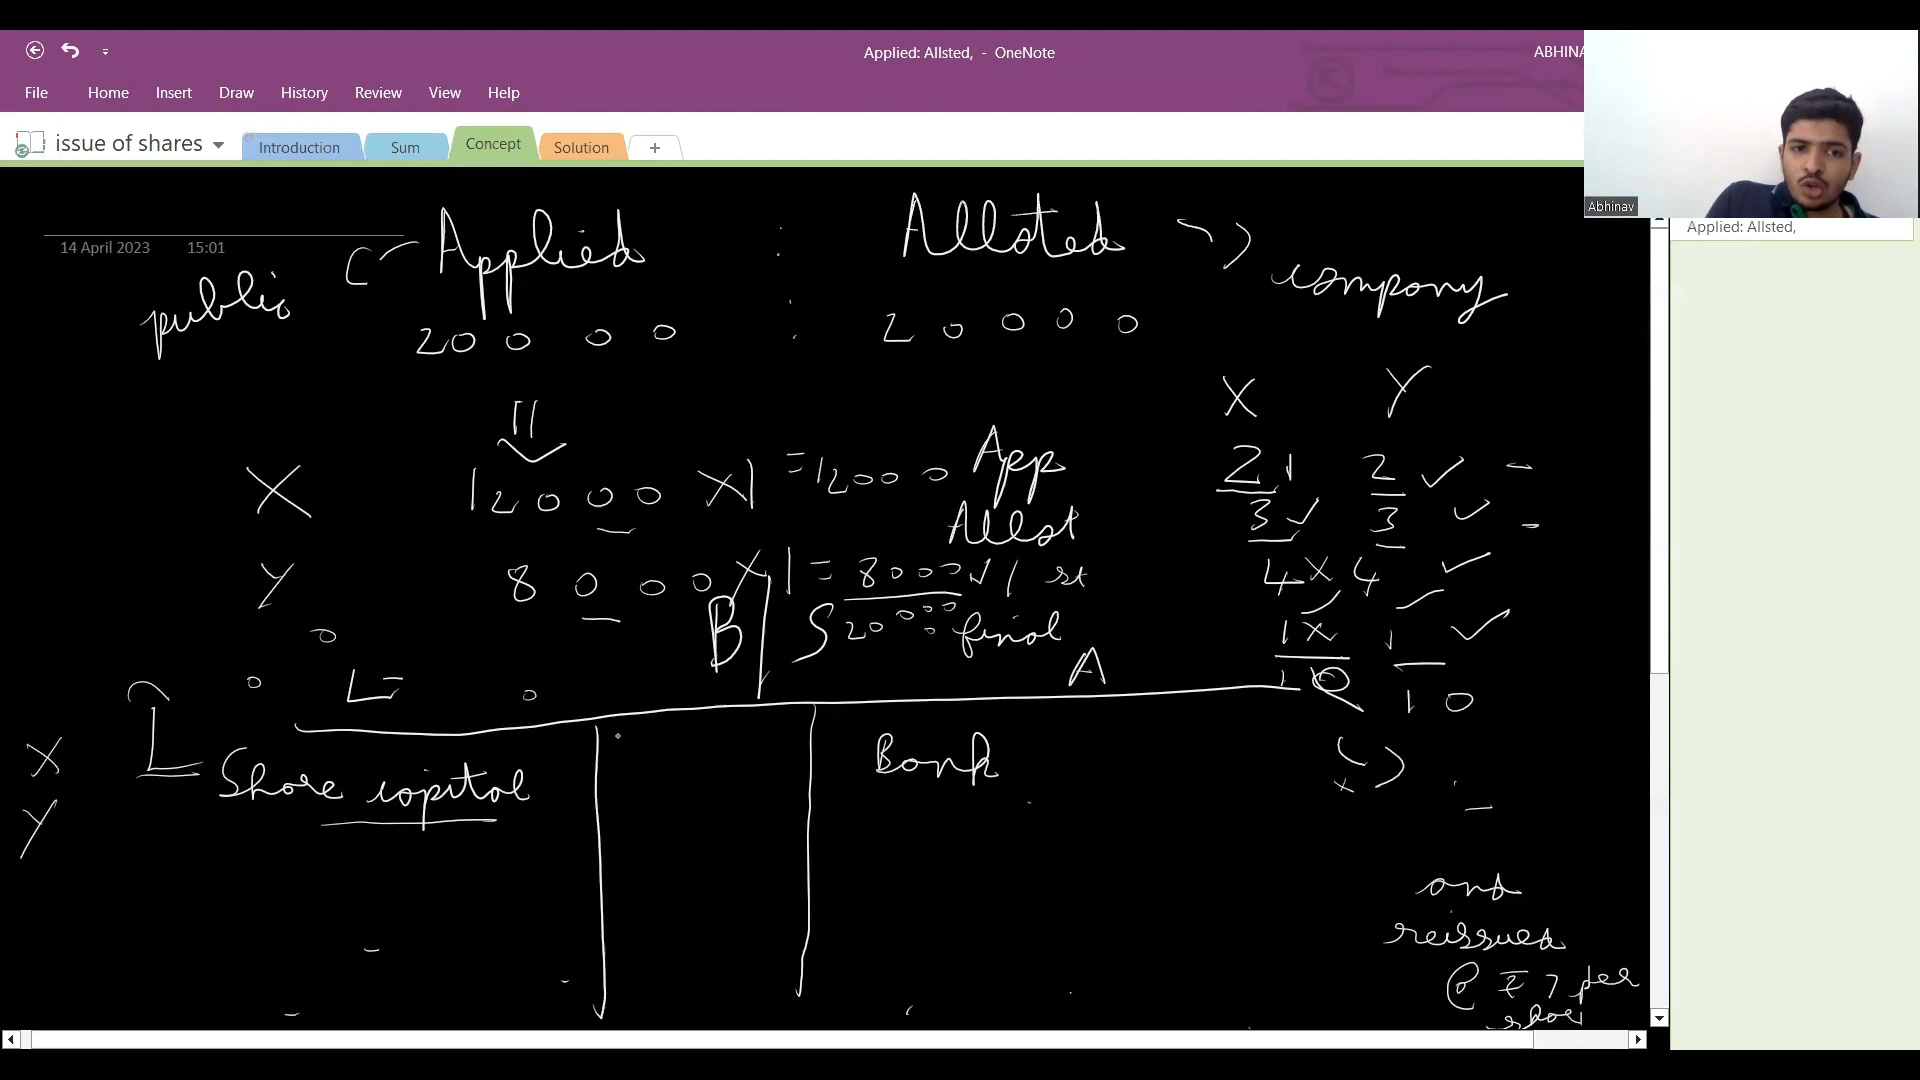 Applied: Allsted, - OneNote
ABHINA
File Home Insert Draw History Review View Help
issue of shares
Introduction Sum Concept Solution +
Abhinav
Applied: Allsted,
14 April 2023 15:01
Applied : Allsted
public
company
20000 : 20000
X Y
X 12000 X 1 = 12000 App
Allot
2 2
3 3
Y 8000 X 1 = 8000 1st
4 X 4
20000 final
1 X 1
B S
L A
10 10
X
Y
Share capital
Bank
and
reissued
@ ₹ 7 per
share